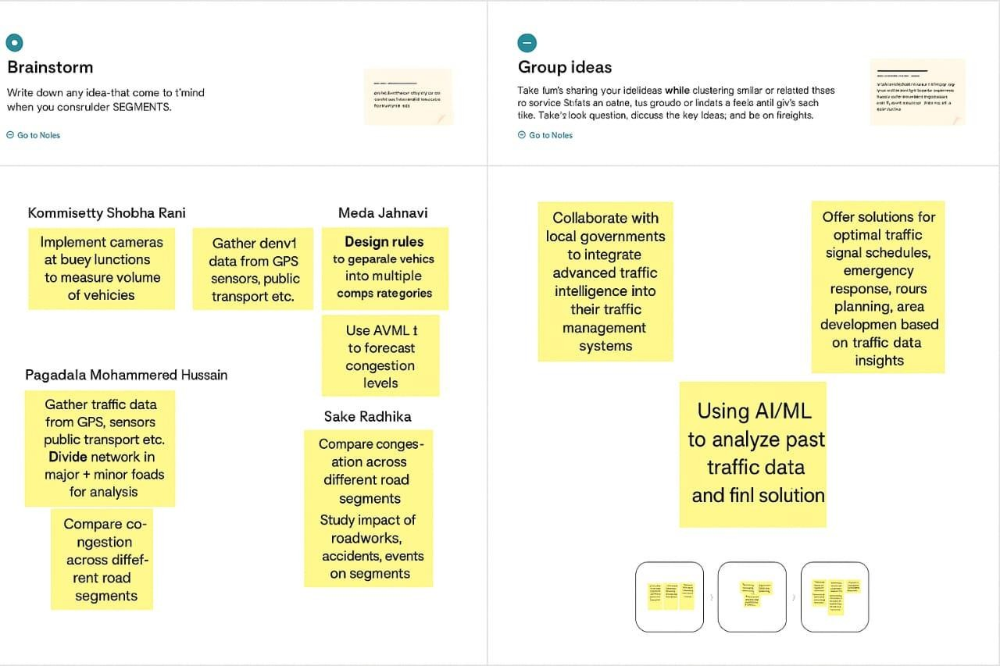 Brainstorm
Write down any idea-that come to t'mind
when you consrulder SEGMENTS.
Go to Noles
Group ideas
Take fum's sharing your idelideas while clustering smilar or relatted thses
ro sorvice Stifats an oatne, tus groudo or lindats a feelo antil giv's sach
tike. Take's look question, diccuss the key Ideas; and be on fireights.
Go to Noles
Kommisetty Shobha Rani
Implement cameras
at buey lunctions
to measure volume
of vehicies
Gather denv1
data from GPS
sensors, public
transport etc.
Meda Jahnavi
Design rules
to geparale vehics
into multiple
comps rategories
Use AVML t
to forecast
congestion
levels
Pagadala Mohammered Hussain
Gather traffic data
from GPS, sensors
public transport etc.
Divide network in
major + minor foads
for analysis
Compare co-
ngestion
across diffef-
rent road
segments
Sake Radhika
Compare conges-
ation across
different road
segments
Study impact of
roadworks,
accidents, events
on segments
Collaborate with
local governments
to integrate
advanced traffic
intelligence into
their traffic
management
systems
Offer solutions for
optimal traffic
signal schedules,
emergency
response, rours
planning, area
developmen based
on traffic data
insights
Using AI/ML
to analyze past
traffic data
and finl solution